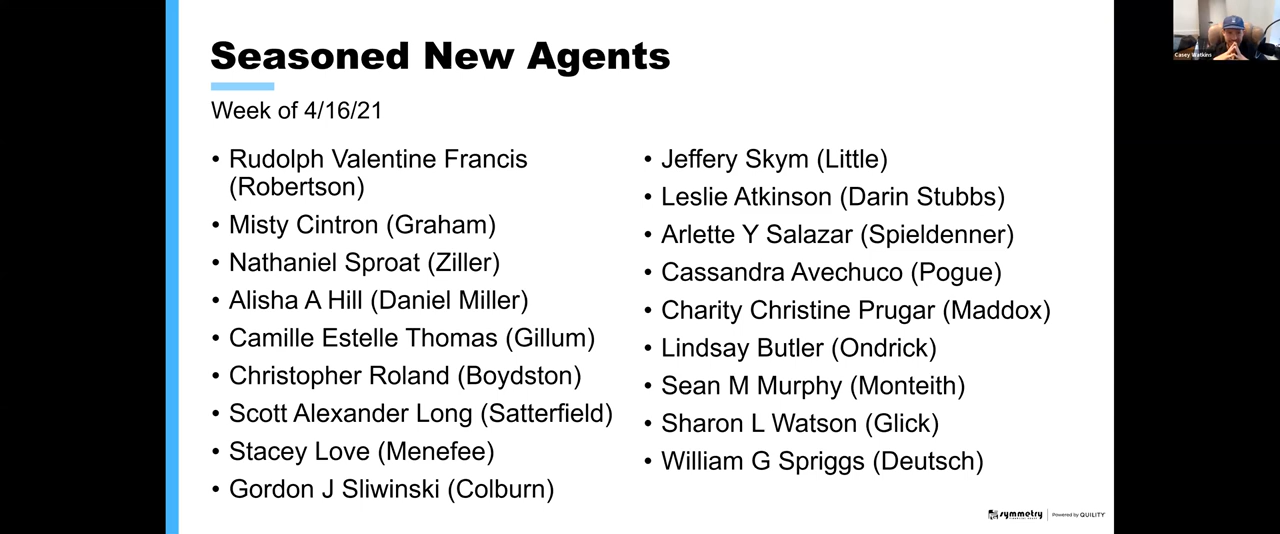 Seasoned New Agents
Week of 4/16/21
• Rudolph Valentine Francis
(Robertson)
• Misty Cintron (Graham)
• Nathaniel Sproat (Ziller)
• Alisha A Hill (Daniel Miller)
• Camille Estelle Thomas (Gillum)
• Christopher Roland (Boydston)
• Scott Alexander Long (Satterfield)
• Stacey Love (Menefee)
• Gordon J Sliwinski (Colburn)
• Jeffery Skym (Little)
• Leslie Atkinson (Darin Stubbs)
• Arlette Y Salazar (Spieldenner)
• Cassandra Avechuco (Pogue)
• Charity Christine Prugar (Maddox)
• Lindsay Butler (Ondrick)
• Sean M Murphy (Monteith)
• Sharon L Watson (Glick)
• William G Spriggs (Deutsch)
symmetry
Powered by QUILITY
Casey Watkins